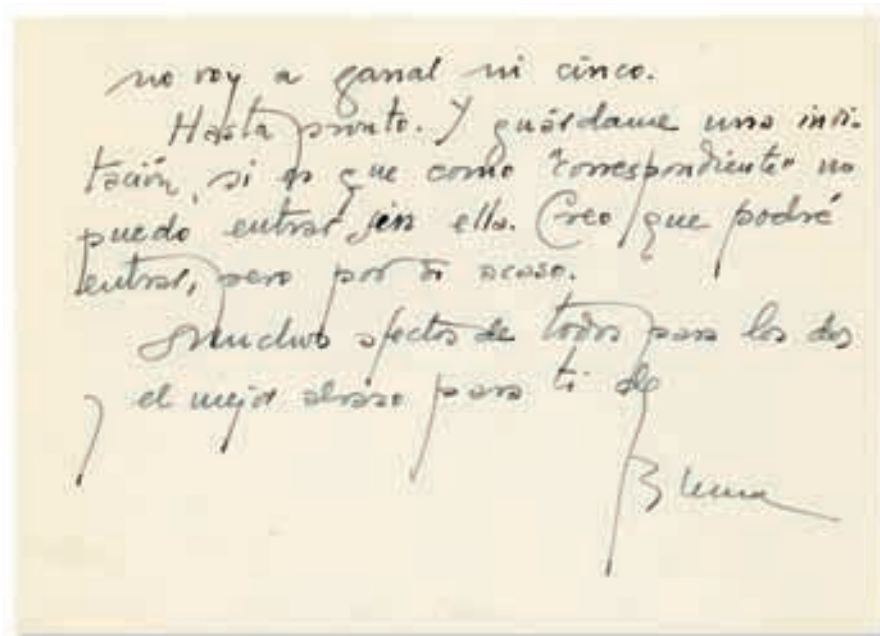 no voy a ganar ni cinco.
Hasta pronto. Y guárdame una invi-
tación, si es que como "correspondiente" no
puedo entrar sin ella. Creo que podré
entrar, pero por si acaso.
Muchos afectos de todos para los dos
y el mejor abrazo para ti de